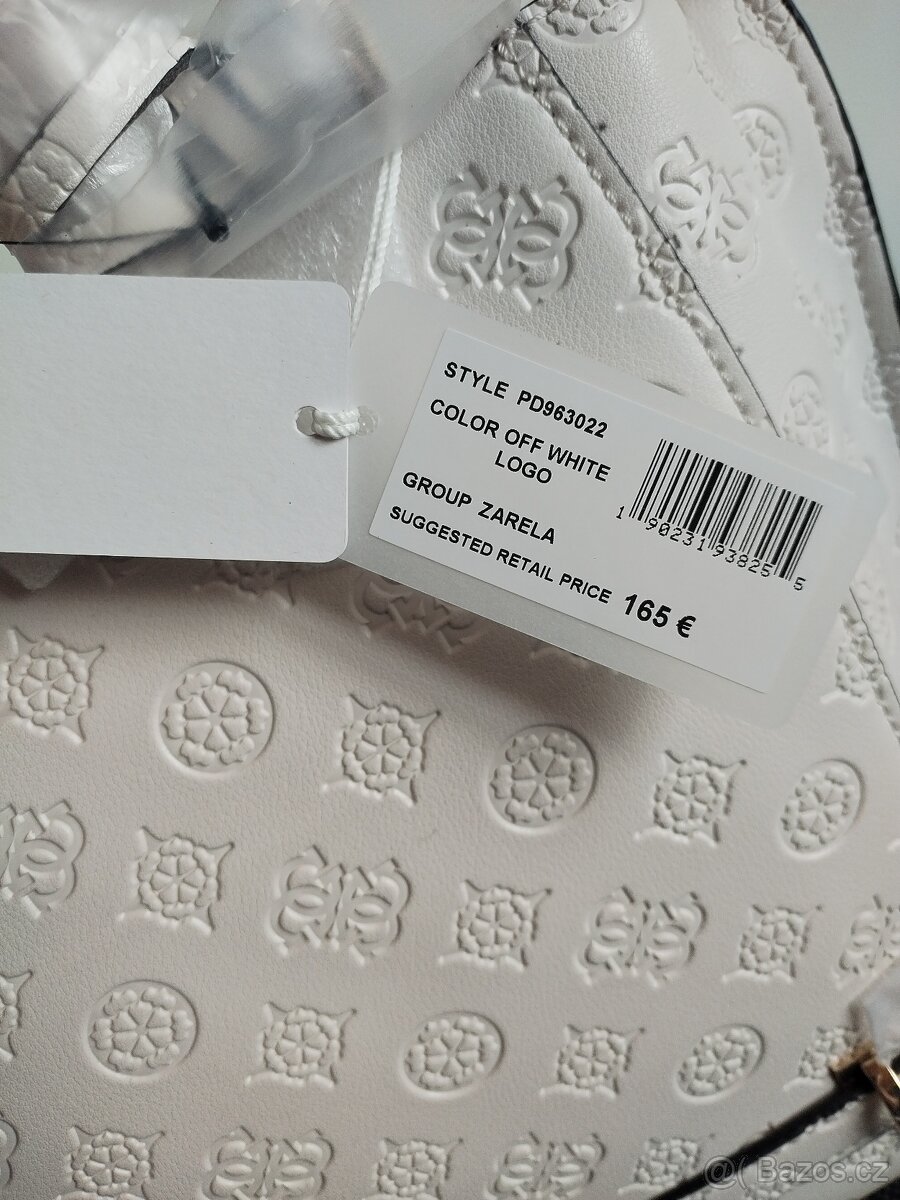 STYLE PD963022
COLOR OFF WHITE
LOGO
GROUP ZARELA
SUGGESTED RETAIL PRICE 165 €
1 90231 93825 5
@( Bazos.cz